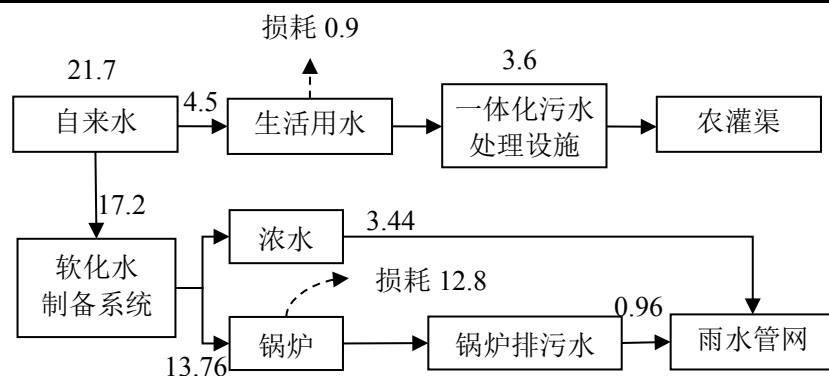 损耗 0.9
21.7
3.6
自来水
4.5
生活用水
一体化污水
处理设施
农灌渠
17.2
浓水
3.44
软化水
制备系统
损耗 12.8
0.96
锅炉
锅炉排污水
雨水管网
13.76